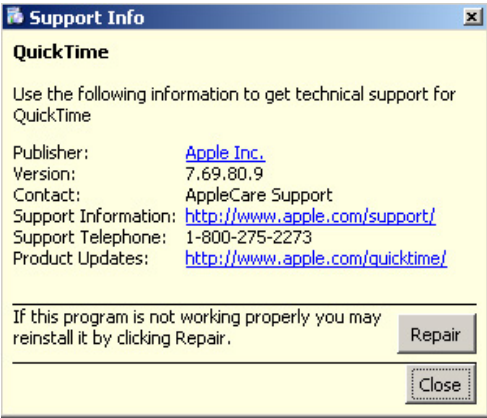 Support Info
QuickTime
Use the following information to get technical support for
QuickTime
Publisher: Apple Inc.
Version: 7.69.80.9
Contact: AppleCare Support
Support Information: http://www.apple.com/support/
Support Telephone: 1-800-275-2273
Product Updates: http://www.apple.com/quicktime/
If this program is not working properly you may
reinstall it by clicking Repair.
Repair
Close